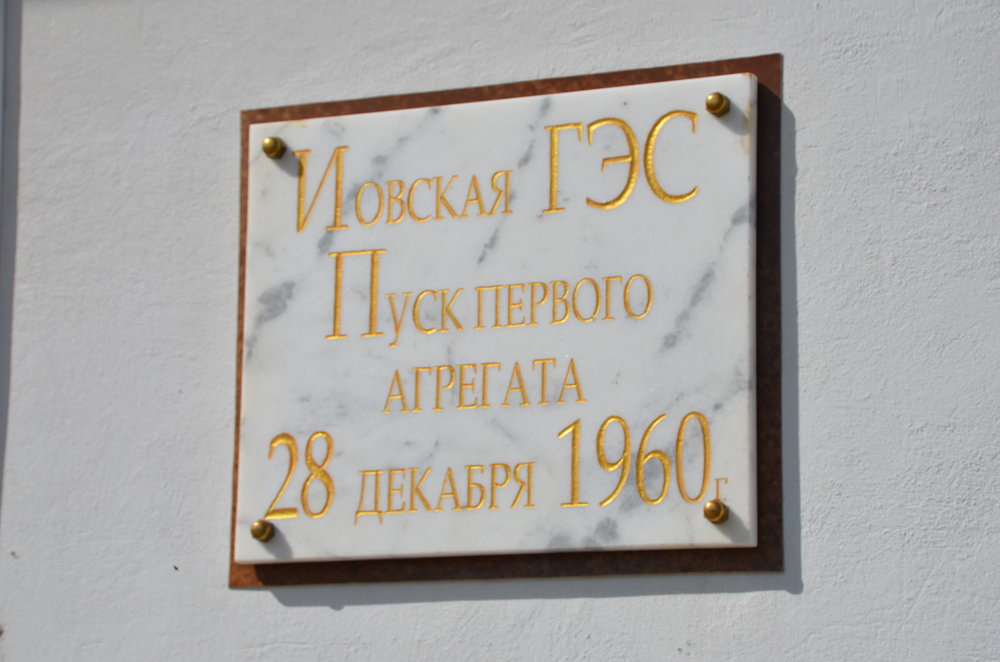 Иовская ГЭС
Пуск первого
агрегата
28 декабря 1960г